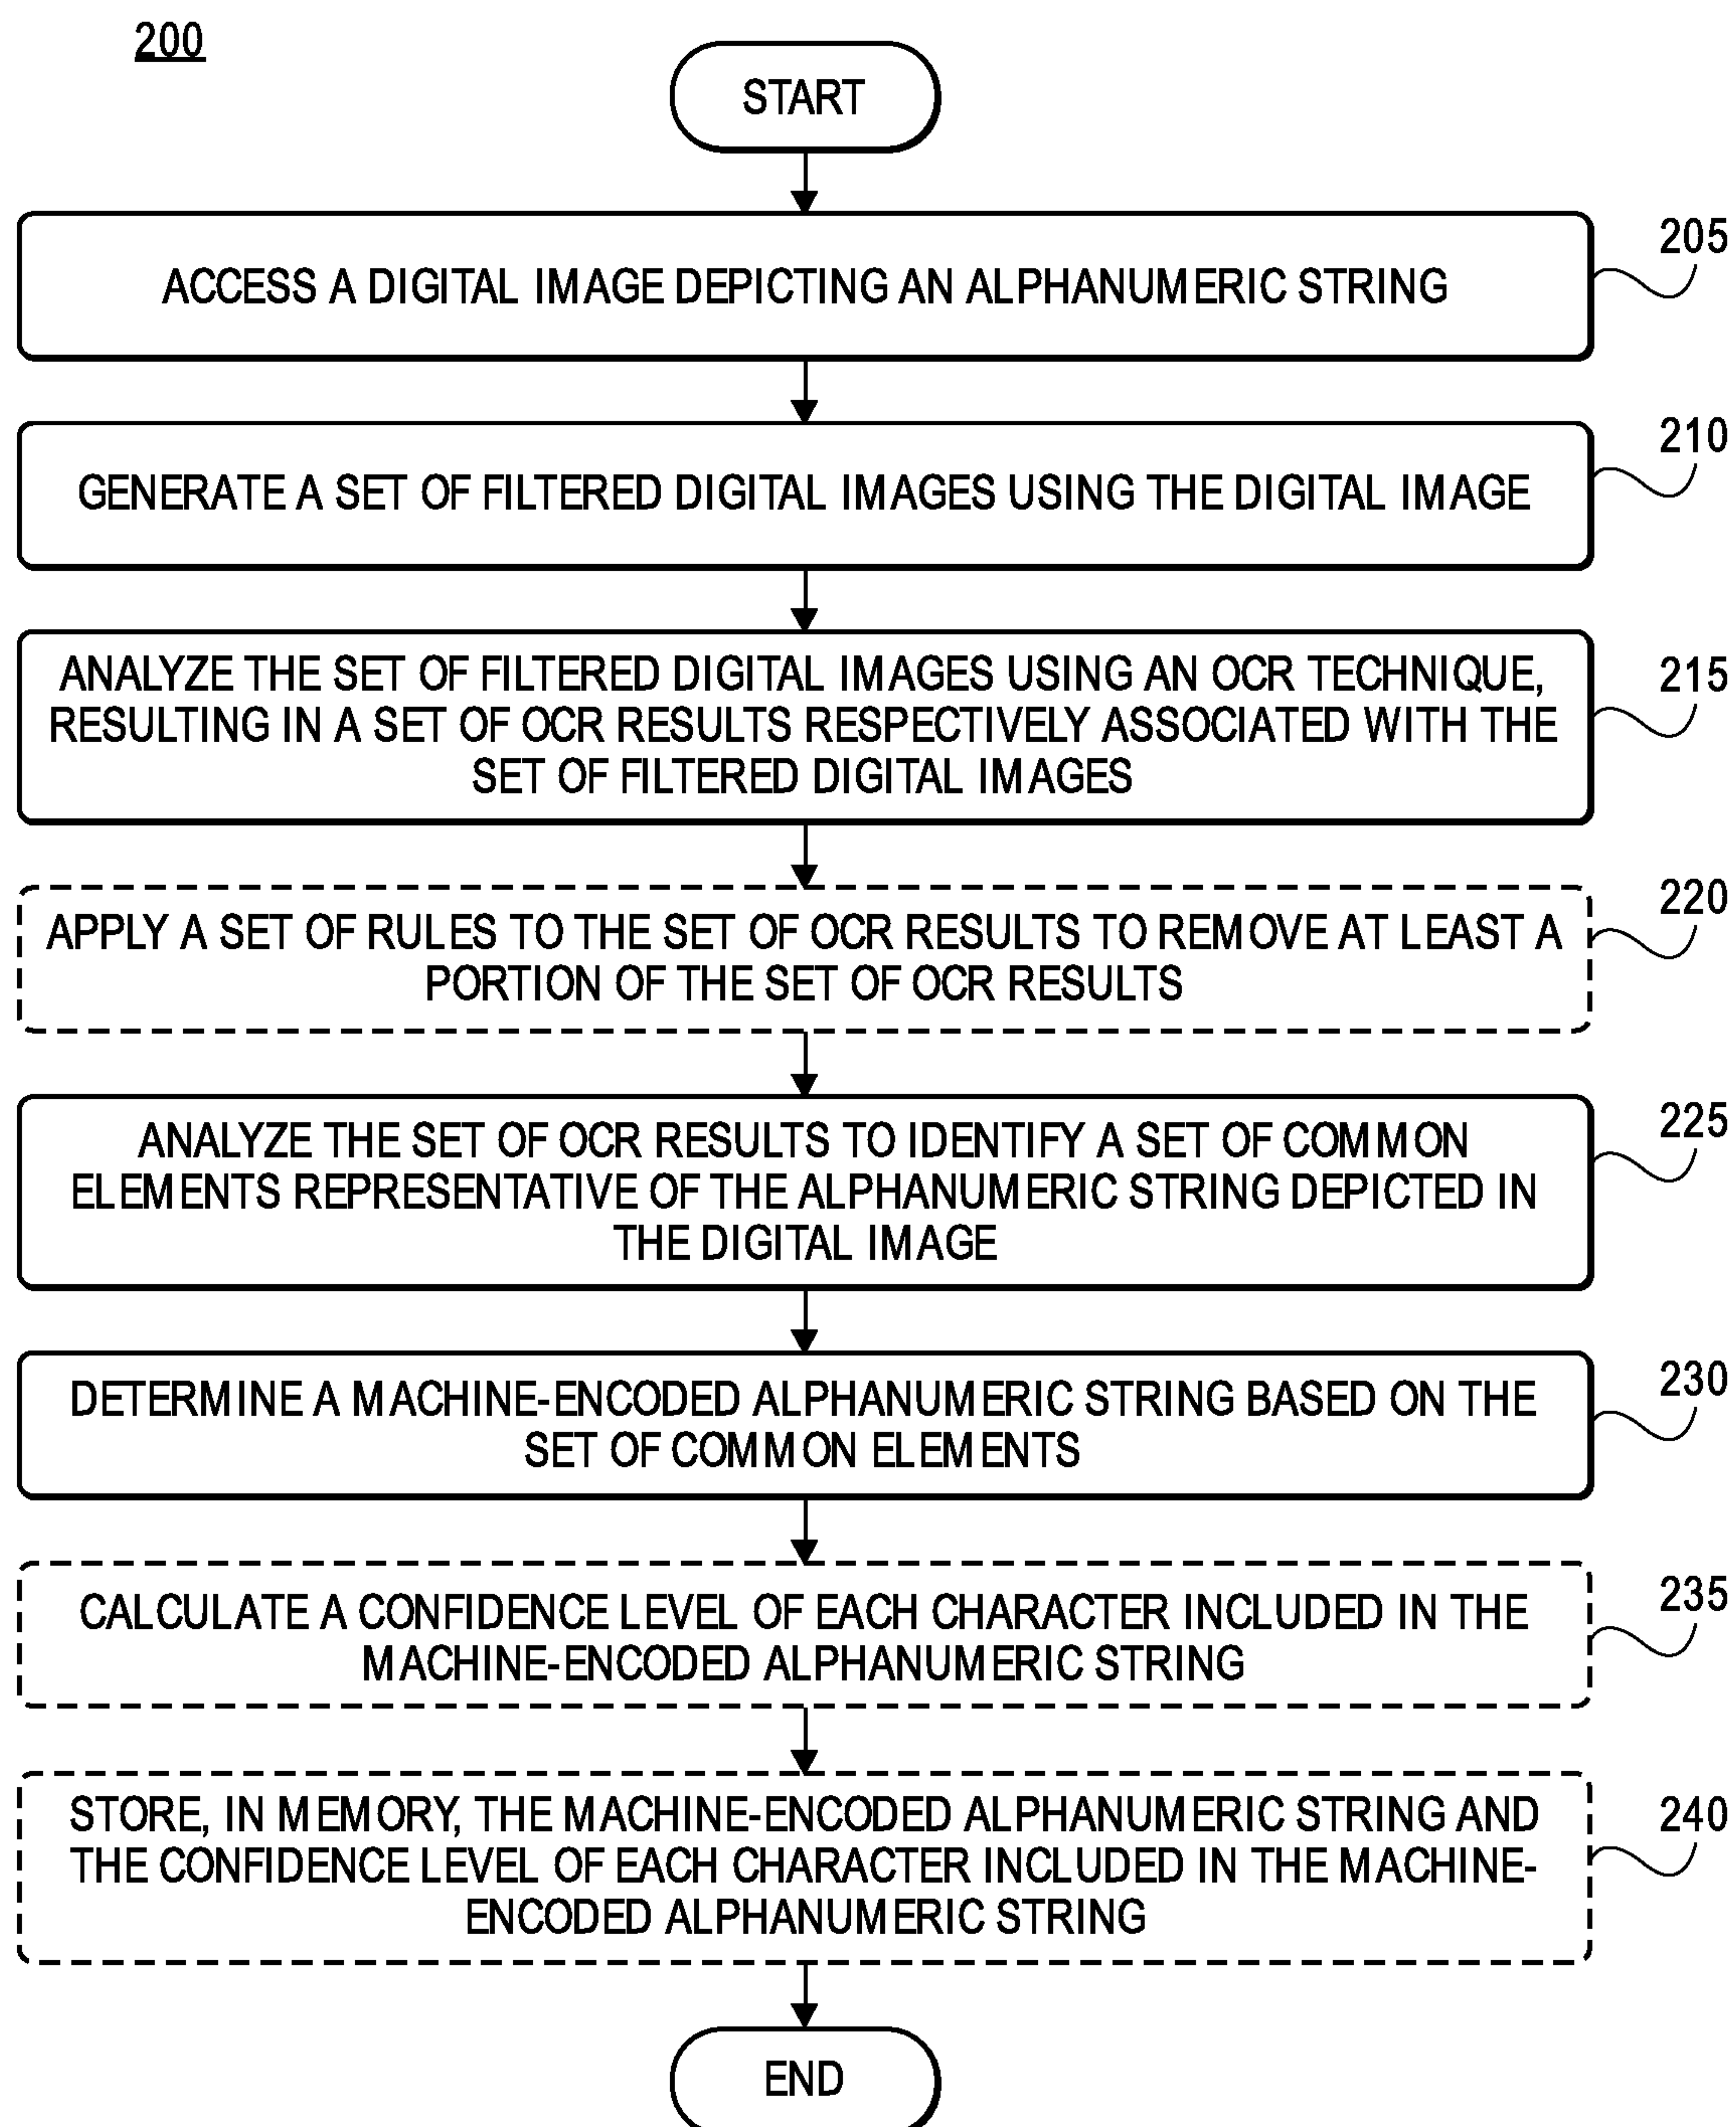 200
START
205
ACCESS A DIGITAL IMAGE DEPICTING AN ALPHANUMERIC STRING
210
GENERATE A SET OF FILTERED DIGITAL IMAGES USING THE DIGITAL IMAGE
215
ANALYZE THE SET OF FILTERED DIGITAL IMAGES USING AN OCR TECHNIQUE,
RESULTING IN A SET OF OCR RESULTS RESPECTIVELY ASSOCIATED WITH THE
SET OF FILTERED DIGITAL IMAGES
220
APPLY A SET OF RULES TO THE SET OF OCR RESULTS TO REMOVE AT LEAST A
PORTION OF THE SET OF OCR RESULTS
225
ANALYZE THE SET OF OCR RESULTS TO IDENTIFY A SET OF COMMON
ELEMENTS REPRESENTATIVE OF THE ALPHANUMERIC STRING DEPICTED IN
THE DIGITAL IMAGE
230
DETERMINE A MACHINE-ENCODED ALPHANUMERIC STRING BASED ON THE
SET OF COMMON ELEMENTS
235
CALCULATE A CONFIDENCE LEVEL OF EACH CHARACTER INCLUDED IN THE
MACHINE-ENCODED ALPHANUMERIC STRING
240
STORE, IN MEMORY, THE MACHINE-ENCODED ALPHANUMERIC STRING AND
THE CONFIDENCE LEVEL OF EACH CHARACTER INCLUDED IN THE MACHINE-
ENCODED ALPHANUMERIC STRING
END